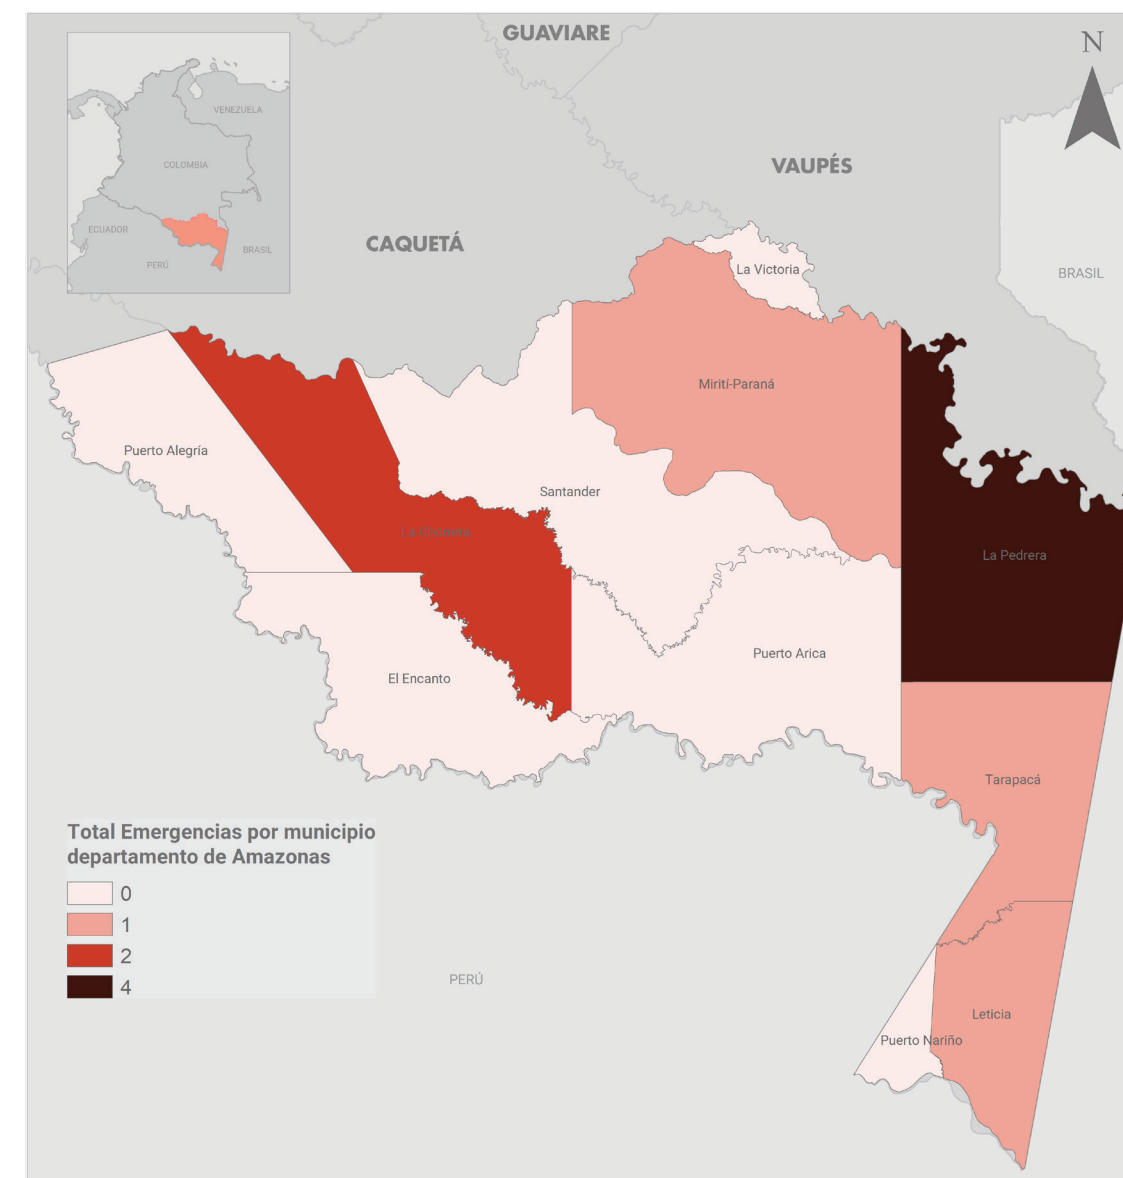 GUAVIARE
N
VENEZUELA
COLOMBIA
VAUPÉS
ECUADOR
CAQUETÁ
BRASIL
PERÚ
La Victoria
BRASIL
Mirití-Paraná
Puerto Alegría
Santander
La Chorrera
La Pedrera
Puerto Arica
El Encanto
Tarapacá
Total Emergencias por municipio
departamento de Amazonas
0
1
2
4
PERÚ
Leticia
Puerto Nariño